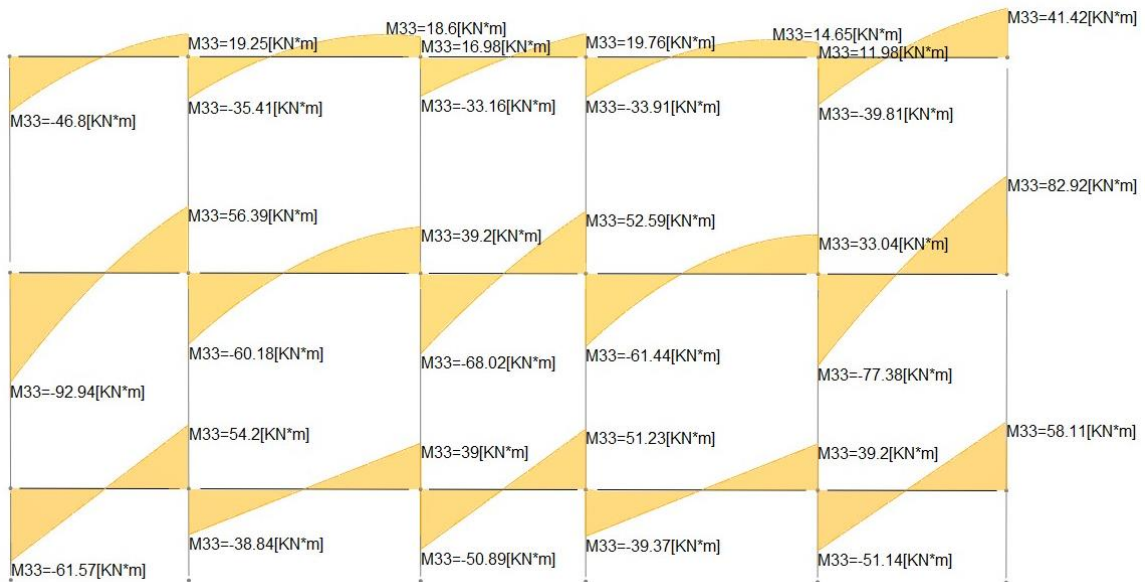 M33=41.42[KN*m]
M33=18.6[KN*m]
M33=14.65[KN*m]
M33=19.25[KN*m]
M33=16.98[KN*m]
M33=19.76[KN*m]
M33=11.98[KN*m]
M33=-46.8[KN*m]
M33=-35.41[KN*m]
M33=-33.16[KN*m]
M33=-33.91[KN*m]
M33=-39.81[KN*m]
M33=82.92[KN*m]
M33=56.39[KN*m]
M33=39.2[KN*m]
M33=52.59[KN*m]
M33=33.04[KN*m]
M33=-92.94[KN*m]
M33=-60.18[KN*m]
M33=-68.02[KN*m]
M33=-61.44[KN*m]
M33=-77.38[KN*m]
M33=54.2[KN*m]
M33=39[KN*m]
M33=51.23[KN*m]
M33=39.2[KN*m]
M33=58.11[KN*m]
M33=-61.57[KN*m]
M33=-38.84[KN*m]
M33=-50.89[KN*m]
M33=-39.37[KN*m]
M33=-51.14[KN*m]